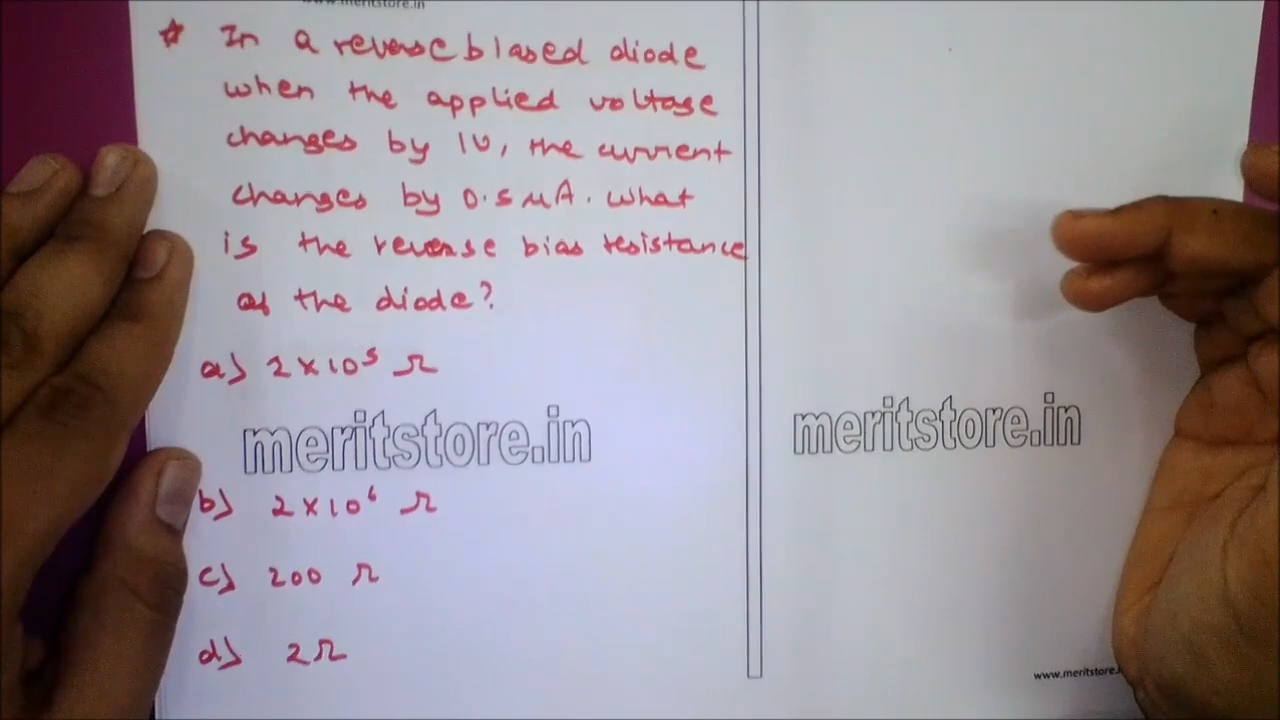 www.meritstore.in
* In a reverse biased diode
when the applied voltage
changes by 1V, the current
changes by 0.5 μA. what
is the reverse bias resistance
of the diode?
a) 2×10⁵ Ω
meritstore.in
meritstore.in
b) 2×10⁶ Ω
c) 200 Ω
d) 2Ω
www.meritstore.